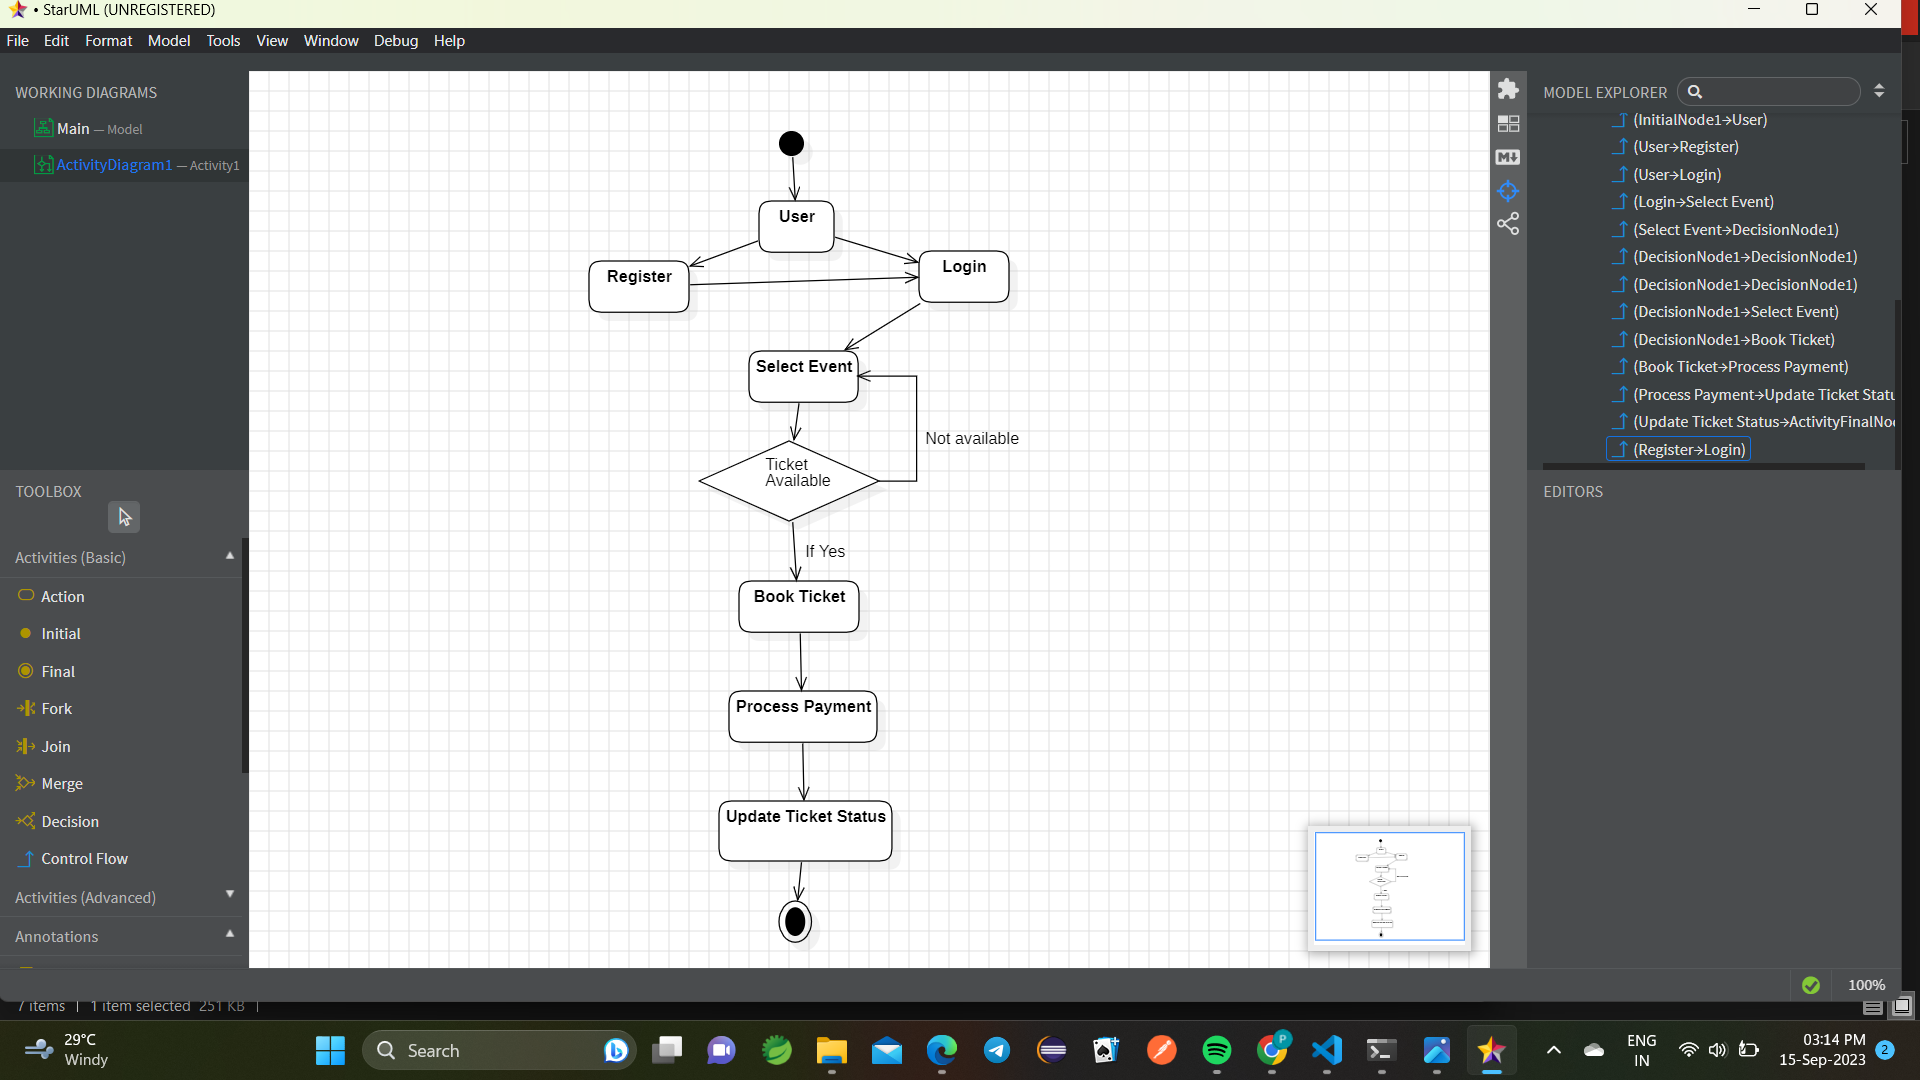 • StarUML (UNREGISTERED)
File Edit Format Model Tools View Window Debug Help
WORKING DIAGRAMS
Main — Model
ActivityDiagram1 — Activity1
TOOLBOX
Activities (Basic)
Action
Initial
Final
Fork
Join
Merge
Decision
Control Flow
Activities (Advanced)
Annotations
User
Register
Login
Select Event
Not available
Ticket
Available
If Yes
Book Ticket
Process Payment
Update Ticket Status
MODEL EXPLORER
(InitialNode1→User)
(User→Register)
(User→Login)
(Login→Select Event)
(Select Event→DecisionNode1)
(DecisionNode1→DecisionNode1)
(DecisionNode1→DecisionNode1)
(DecisionNode1→Select Event)
(DecisionNode1→Book Ticket)
(Book Ticket→Process Payment)
(Process Payment→Update Ticket Statu
(Update Ticket Status→ActivityFinalNo
(Register→Login)
EDITORS
100%
7 items | 1 item selected 251 KB |
29°C
Windy
Search
ENG
IN
03:14 PM
15-Sep-2023
2